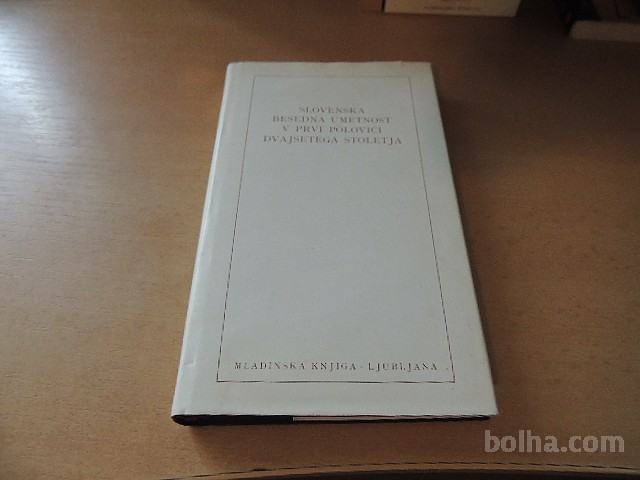 SLOVENSKA
BESEDNA UMETNOST
V PRVI POLOVICI
DVAJSETEGA STOLETJA
MLADINSKA KNJIGA - LJUBLJANA
bolha.com